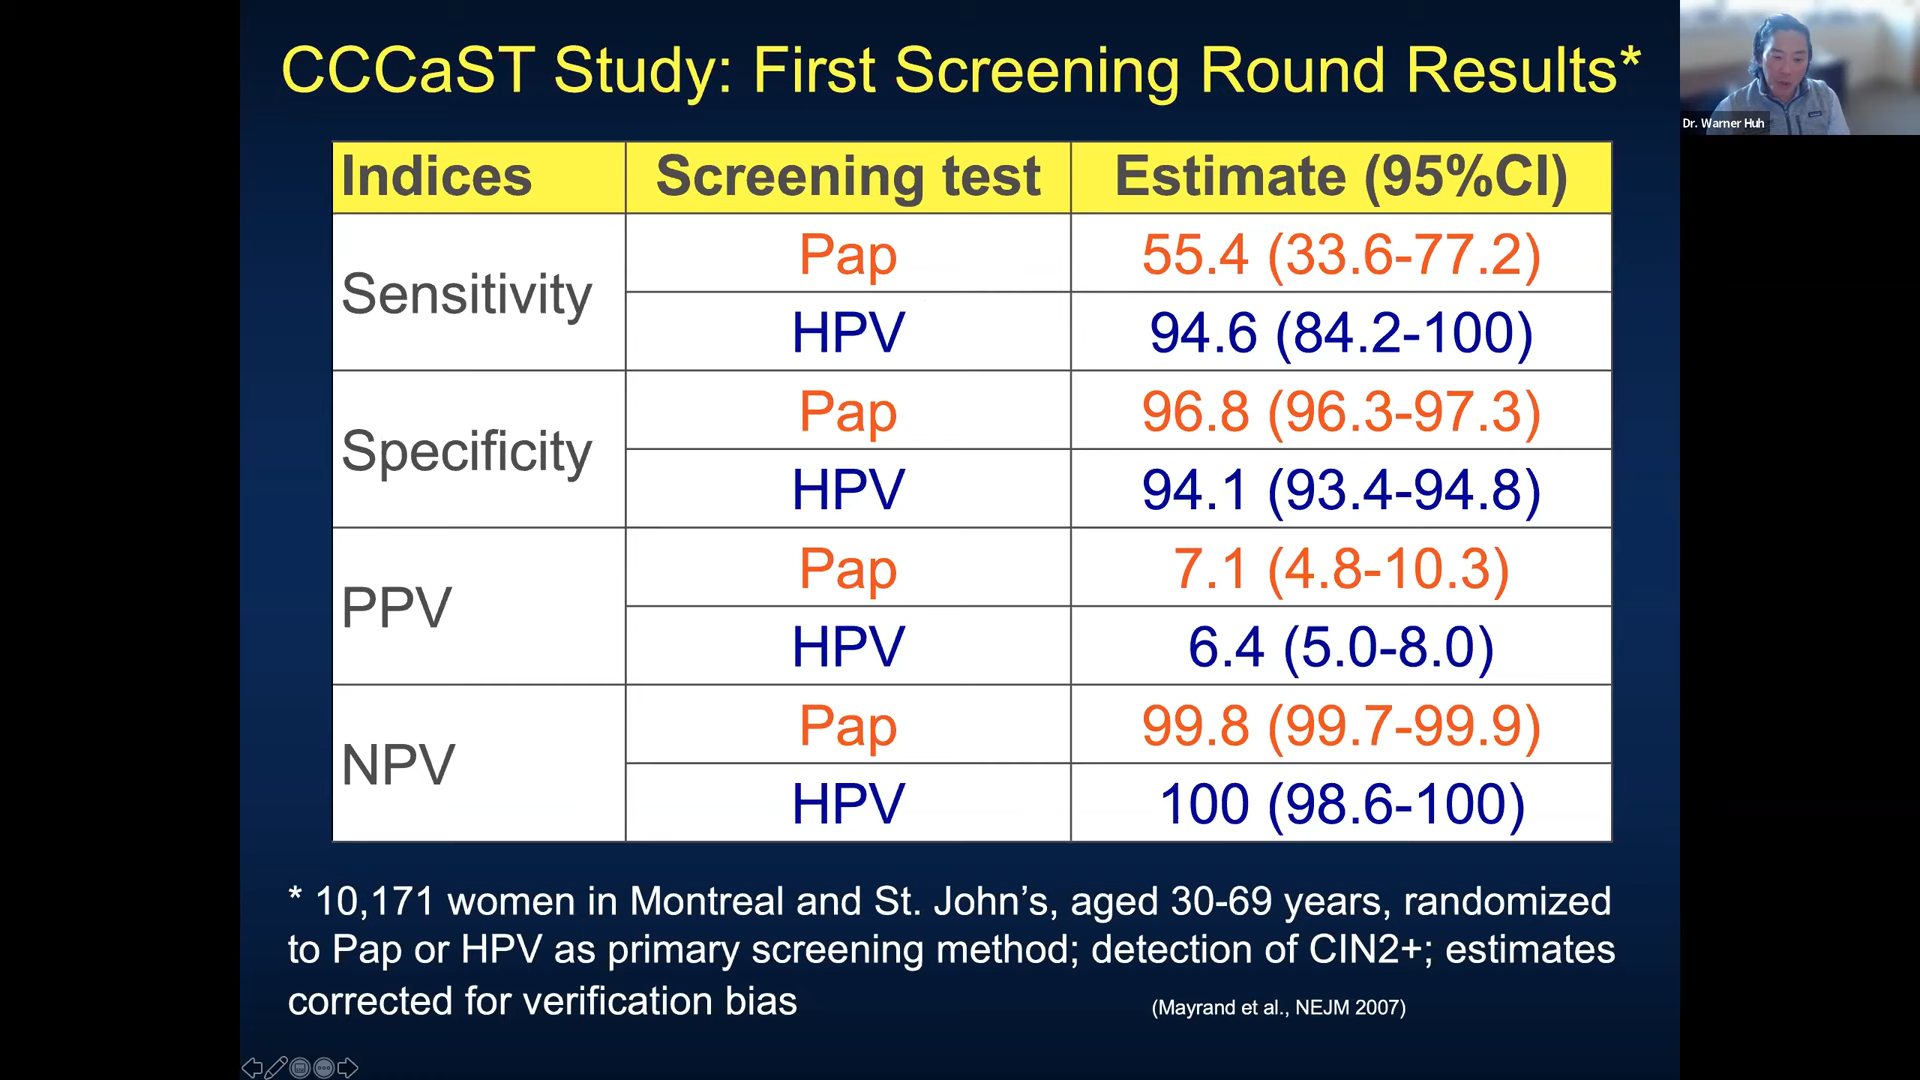 CCCaST Study: First Screening Round Results*
Dr. Warner Huh
Indices Screening test Estimate (95%CI)
Sensitivity
Pap 55.4 (33.6-77.2)
HPV 94.6 (84.2-100)
Specificity
Pap 96.8 (96.3-97.3)
HPV 94.1 (93.4-94.8)
PPV
Pap 7.1 (4.8-10.3)
HPV 6.4 (5.0-8.0)
NPV
Pap 99.8 (99.7-99.9)
HPV 100 (98.6-100)
* 10,171 women in Montreal and St. John’s, aged 30-69 years, randomized
to Pap or HPV as primary screening method; detection of CIN2+; estimates
corrected for verification bias
(Mayrand et al., NEJM 2007)